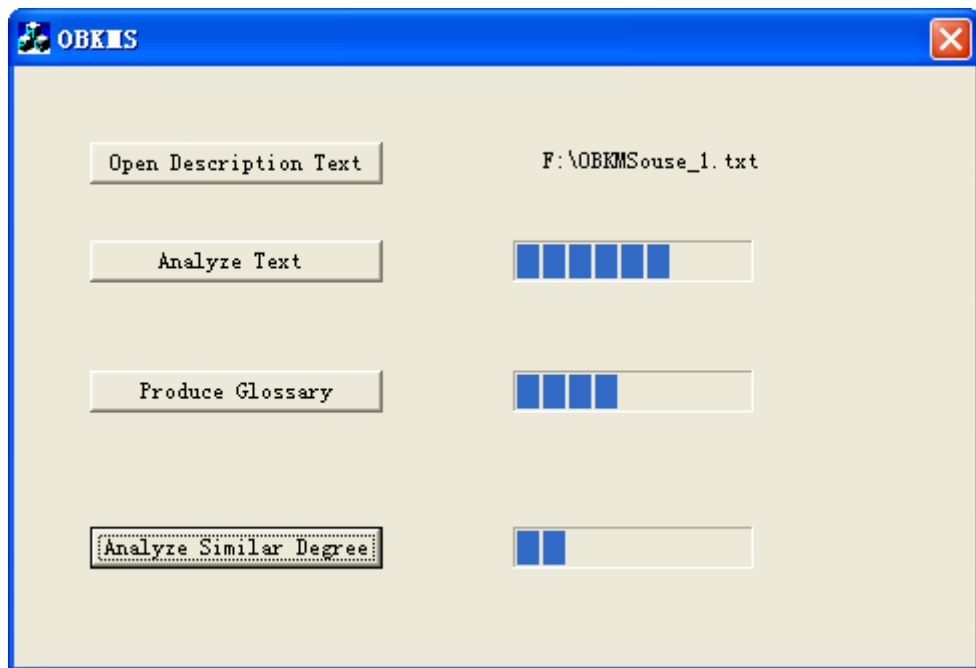 OBKMS
Open Description Text
F:\OBKMSouse_1.txt
Analyze Text
Produce Glossary
Analyze Similar Degree